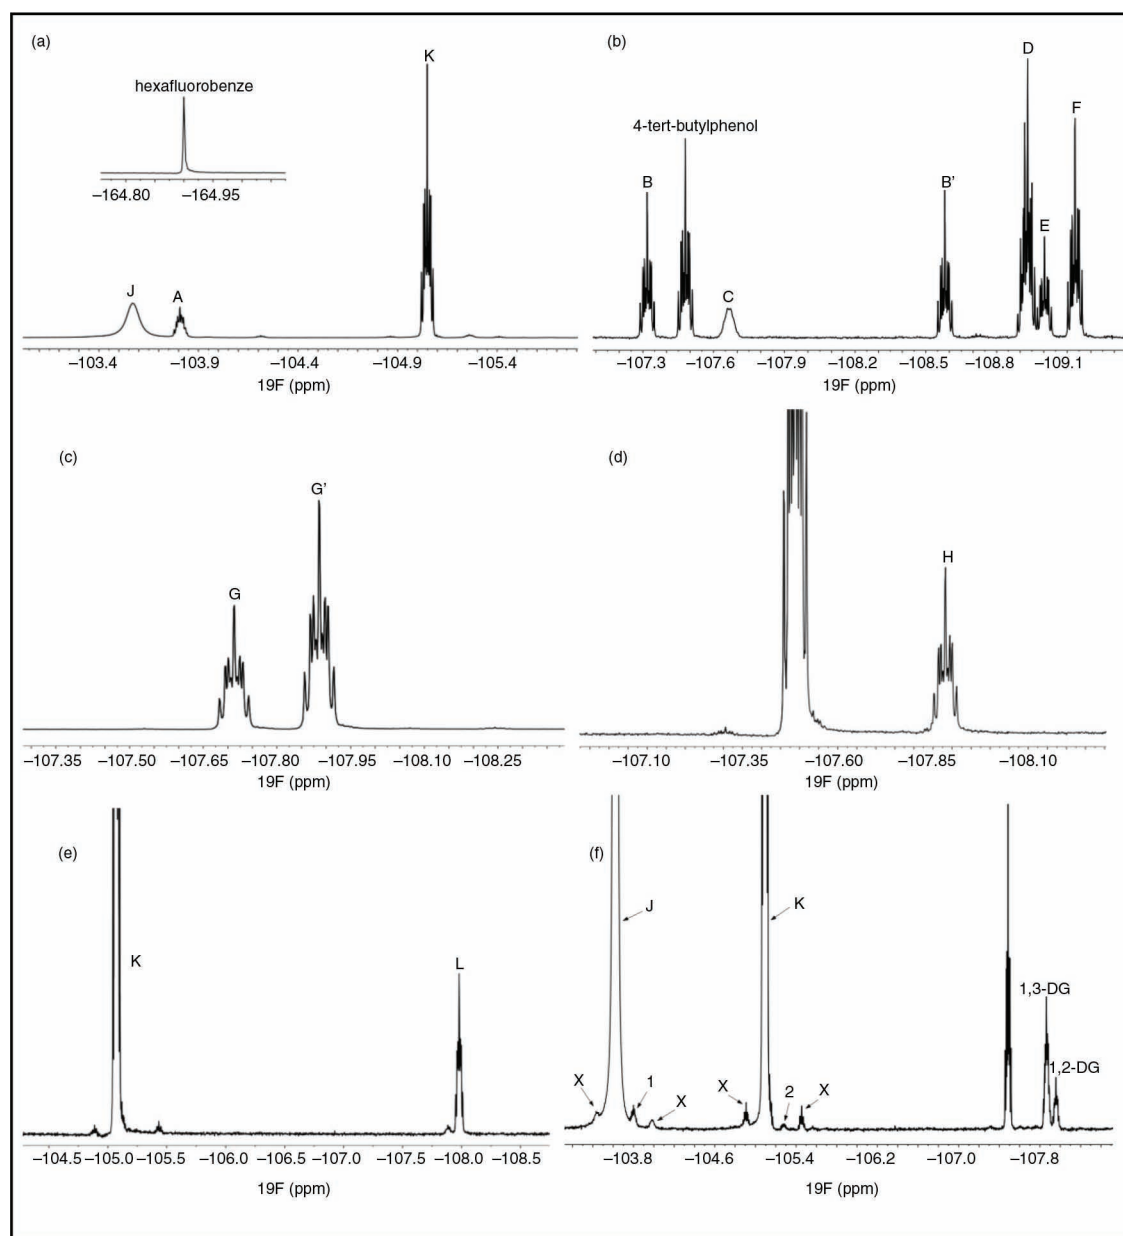 (a)
hexafluorobenze
−164.80 −164.95
J
A
K
−103.4 −103.9 −104.4 −104.9 −105.4
19F (ppm)
(b)
4-tert-butylphenol
B
C
B’
D
E
F
−107.3 −107.6 −107.9 −108.2 −108.5 −108.8 −109.1
19F (ppm)
(c)
G
G’
−107.35 −107.50 −107.65 −107.80 −107.95 −108.10 −108.25
19F (ppm)
(d)
H
−107.10 −107.35 −107.60 −107.85 −108.10
19F (ppm)
(e)
K
L
−104.5 −105.0 −105.5 −106.0 −106.5 −107.0 −107.5 −108.0 −108.5
19F (ppm)
(f)
J
K
1,3-DG
1,2-DG
X
1
X
X
2
X
−103.8 −104.6 −105.4 −106.2 −107.0 −107.8
19F (ppm)